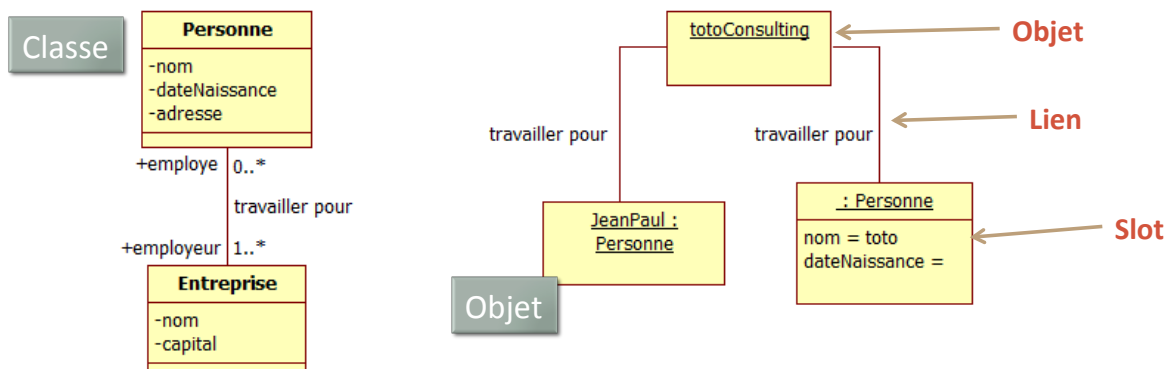 Classe
Personne
-nom
-dateNaissance
-adresse
+employe 0..*
travailler pour
+employeur 1..*
Entreprise
-nom
-capital
totoConsulting
Objet
travailler pour
travailler pour
Lien
JeanPaul :
Personne
Objet
: Personne
nom = toto
dateNaissance =
Slot